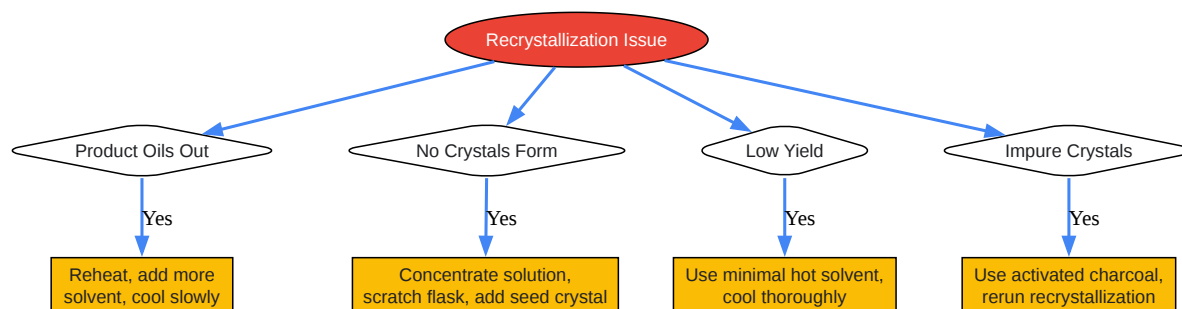 Recrystallization Issue
Product Oils Out
No Crystals Form
Low Yield
Impure Crystals
Yes
Yes
Yes
Yes
Reheat, add more
solvent, cool slowly
Concentrate solution,
scratch flask, add seed crystal
Use minimal hot solvent,
cool thoroughly
Use activated charcoal,
rerun recrystallization